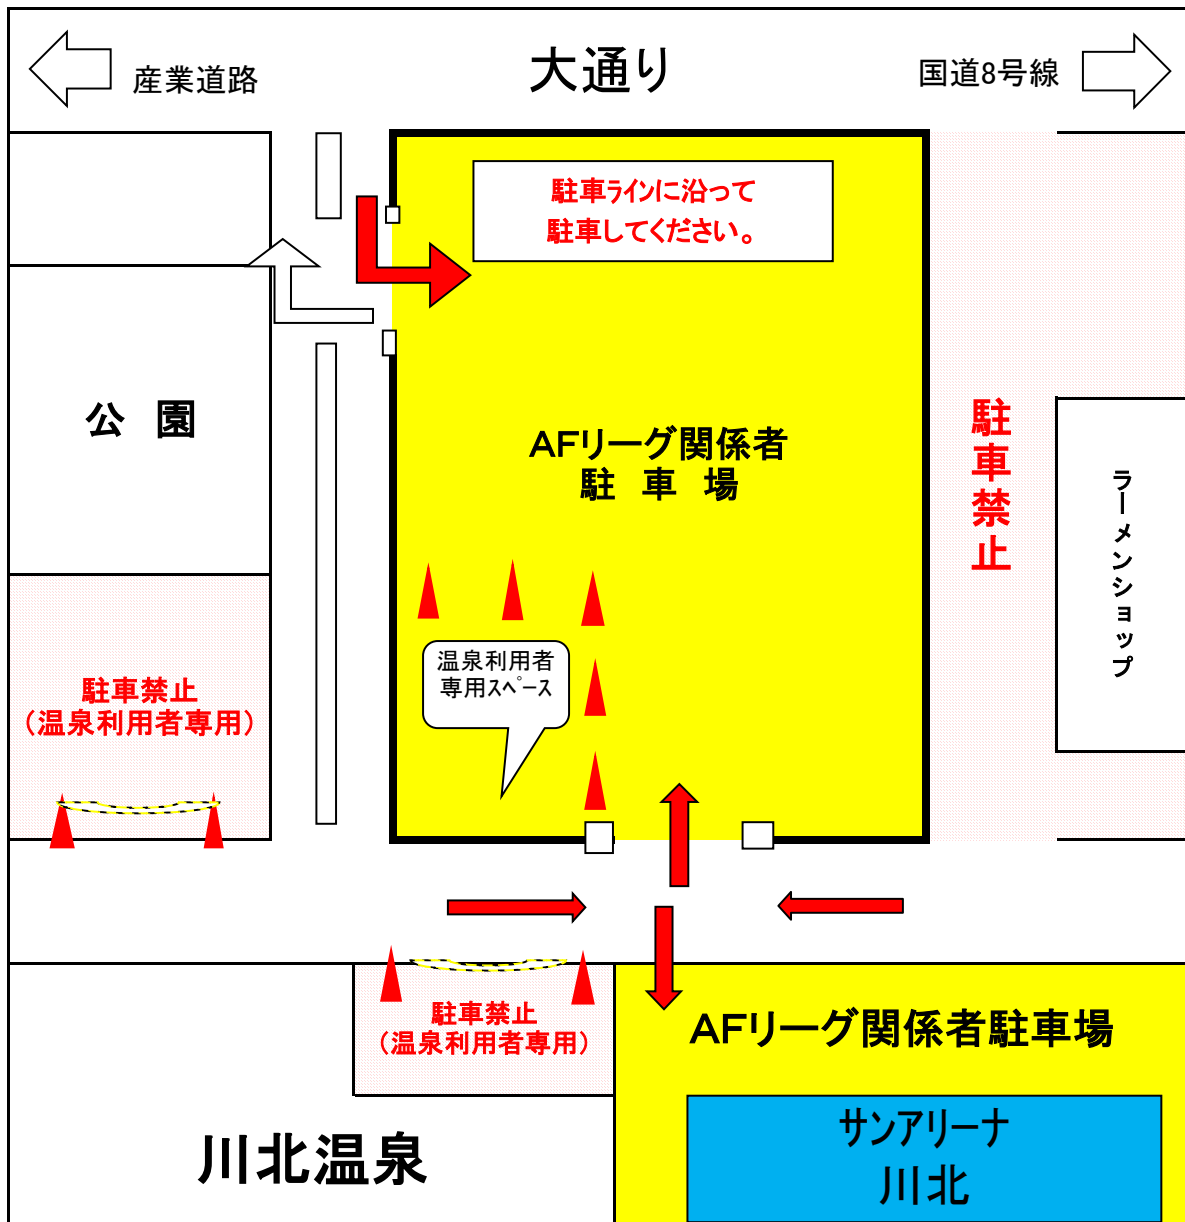 大通り
産業道路
国道8号線
駐車ﾗｲﾝに沿って
駐車してください。
公　園
AFリーグ関係者
駐　車　場
駐車禁止
ラーメンショップ
温泉利用者
専用ｽﾍﾟｰｽ
駐車禁止
（温泉利用者専用）
駐車禁止
（温泉利用者専用）
AFリーグ関係者駐車場
川北温泉
サンアリーナ
川北